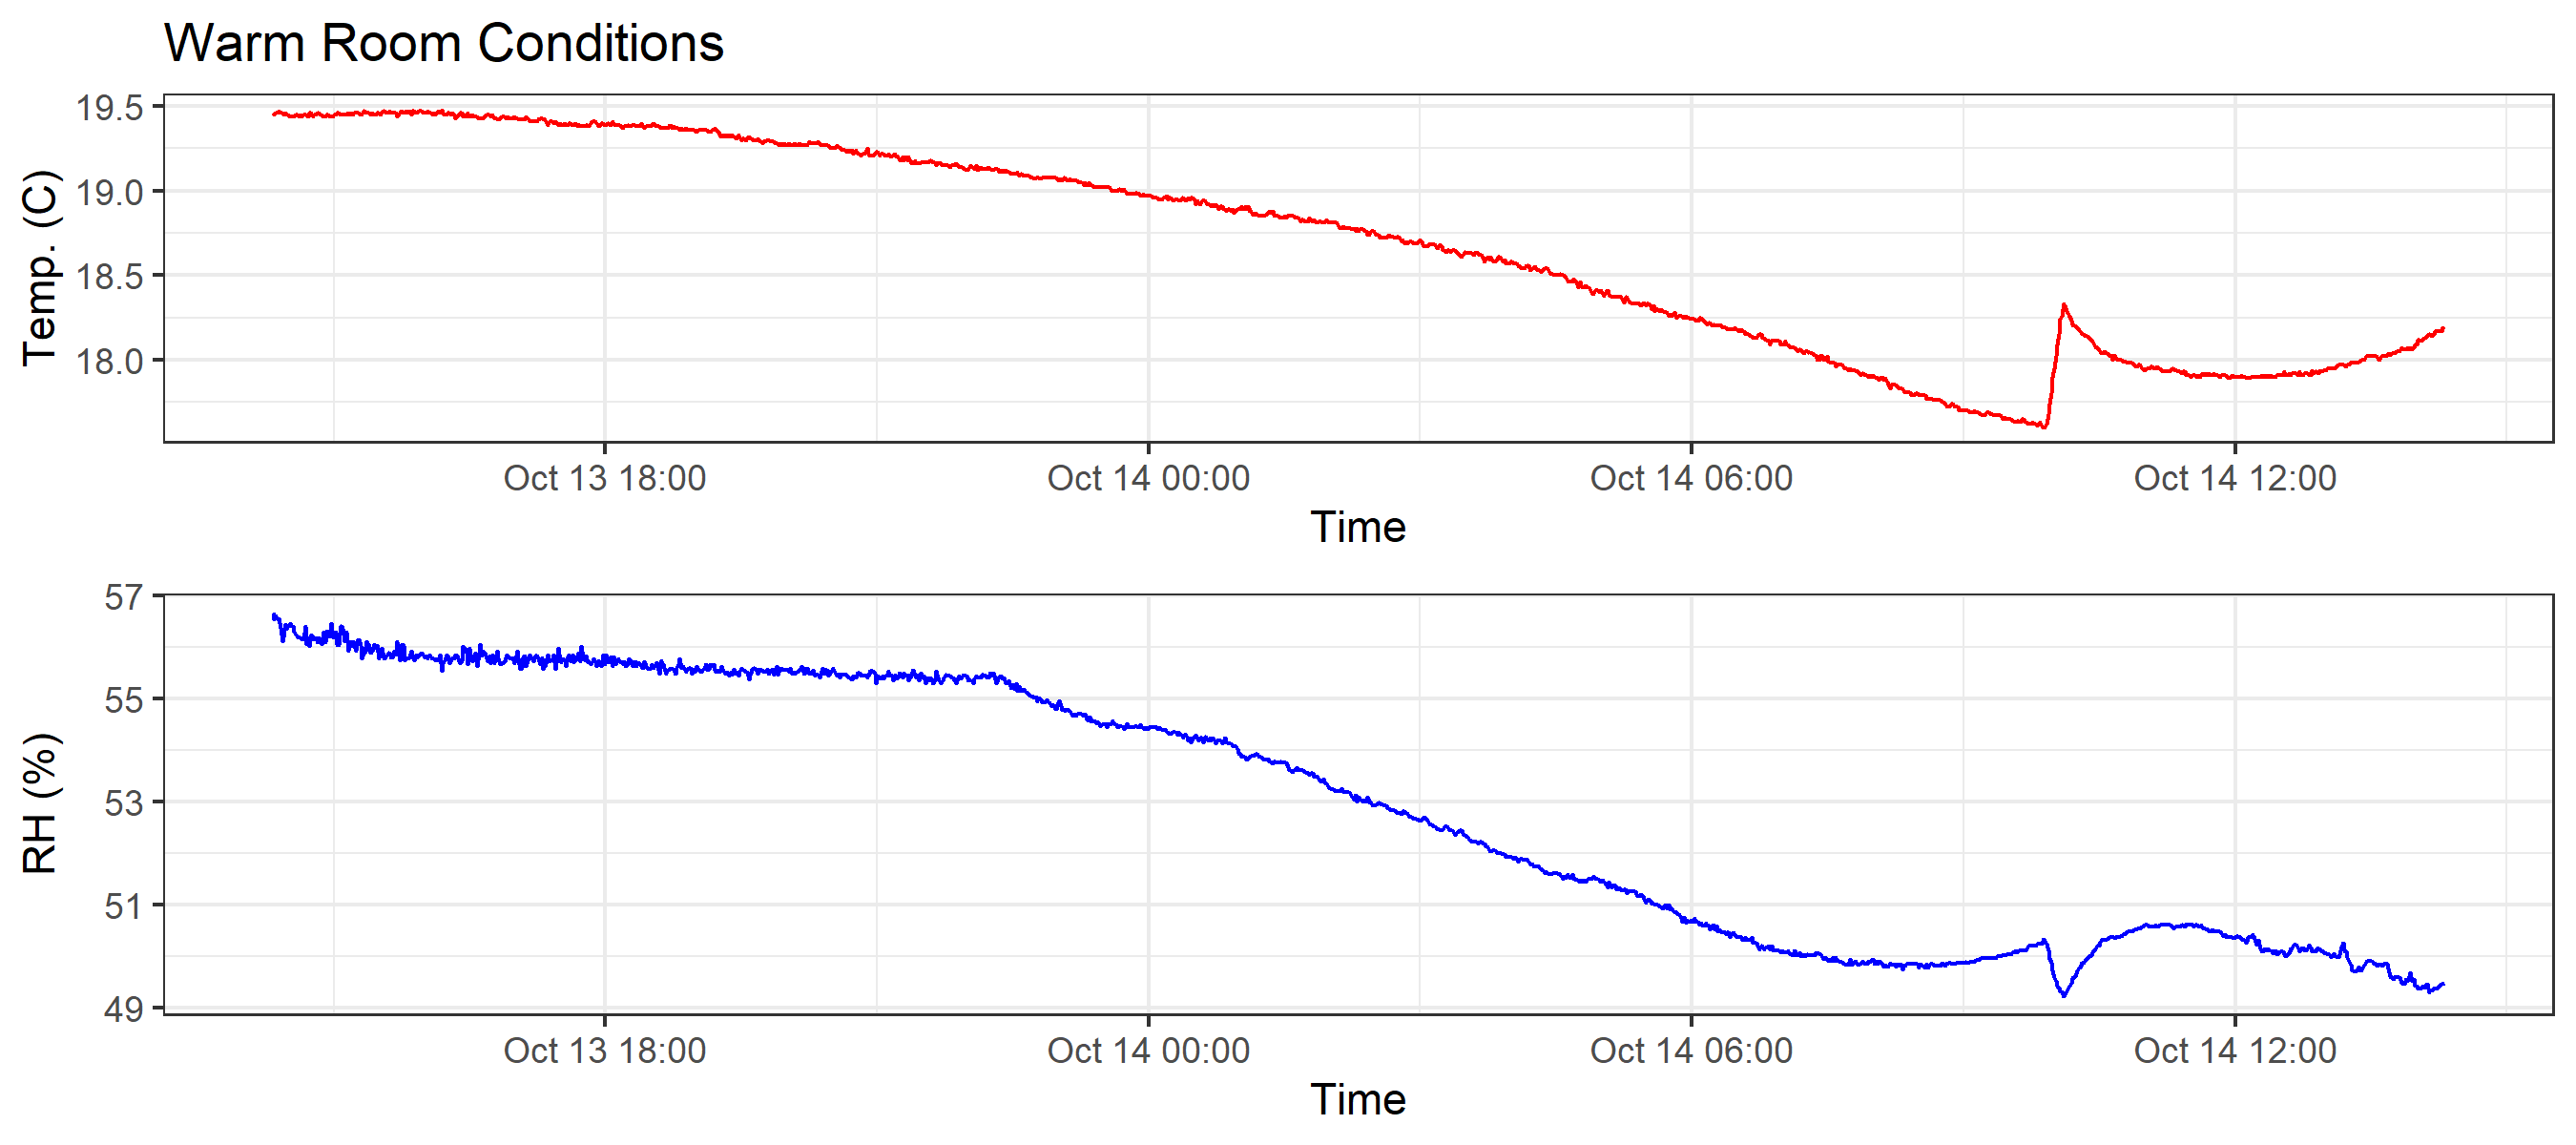 Warm Room Conditions
19.5
19.0
18.5
18.0
Temp. (C)
Oct 13 18:00 Oct 14 00:00 Oct 14 06:00 Oct 14 12:00
Time
57
55
53
51
49
RH (%)
Oct 13 18:00 Oct 14 00:00 Oct 14 06:00 Oct 14 12:00
Time